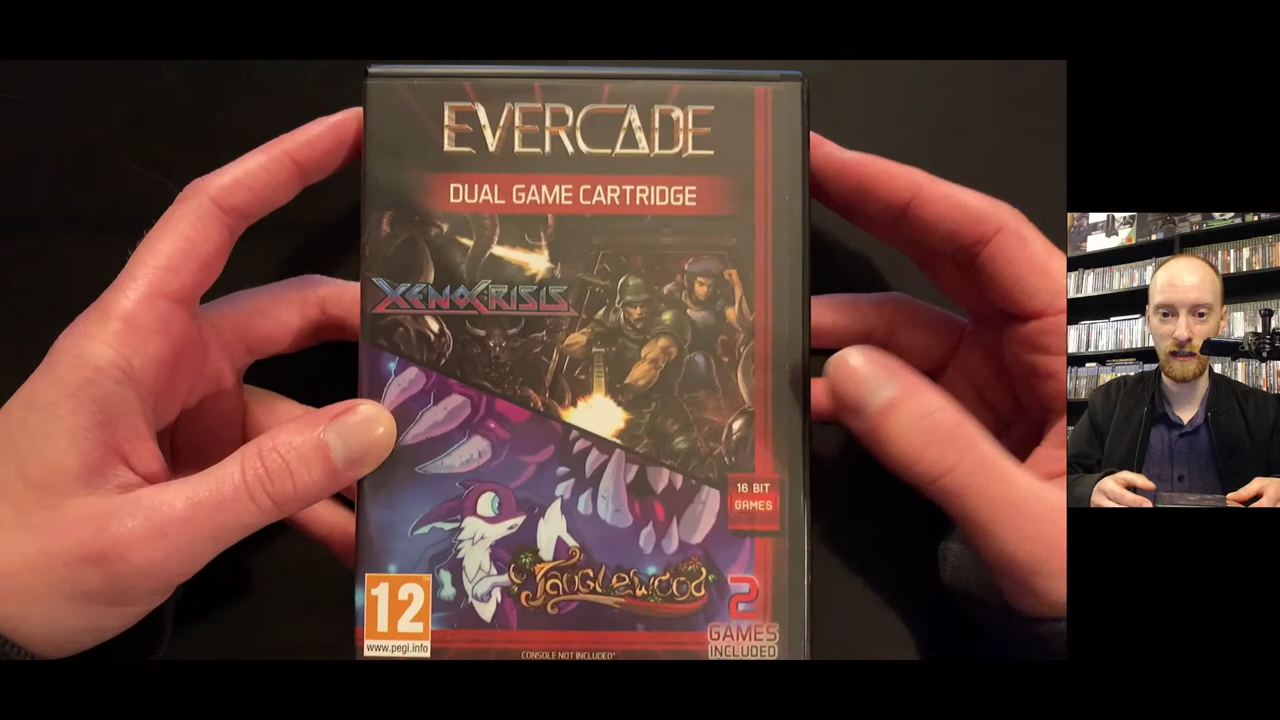 EVERCADE
DUAL GAME CARTRIDGE
XENOCRISIS
16 BIT
GAMES
Tanglewood
12
www.pegi.info
2
GAMES
INCLUDED
CONSOLE NOT INCLUDED*